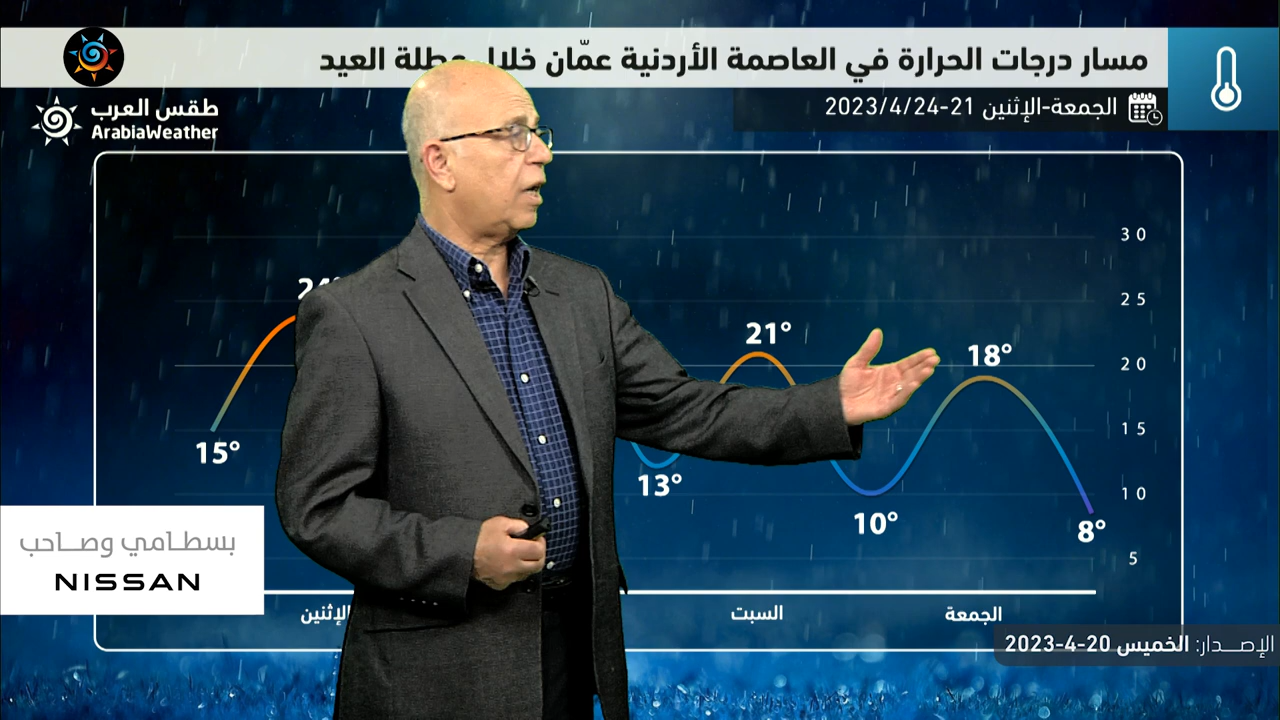 مسار درجات الحرارة في العاصمة الأردنية عمّان خلال عطلة العيد
الجمعة-الإثنين 21-2023/4/24
طقس العرب
ArabiaWeather
30
25
20
15
10
5
24°
21°
18°
15°
13°
10°
8°
الجمعة
السبت
الإثنين
بسطامي وصاحب
NISSAN
الإصدار: الخميس 20-4-2023